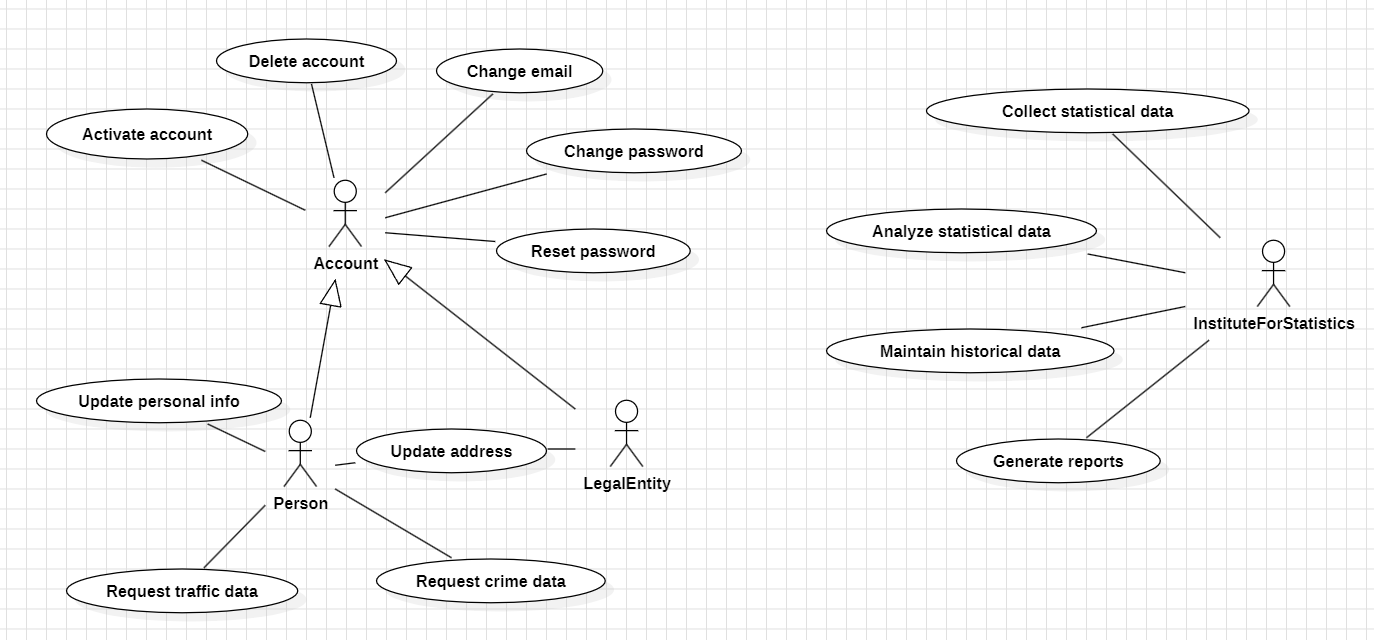 Delete account
Change email
Activate account
Change password
Reset password
Account
Update personal info
Update address
Person
LegalEntity
Request traffic data
Request crime data
Collect statistical data
Analyze statistical data
InstituteForStatistics
Maintain historical data
Generate reports